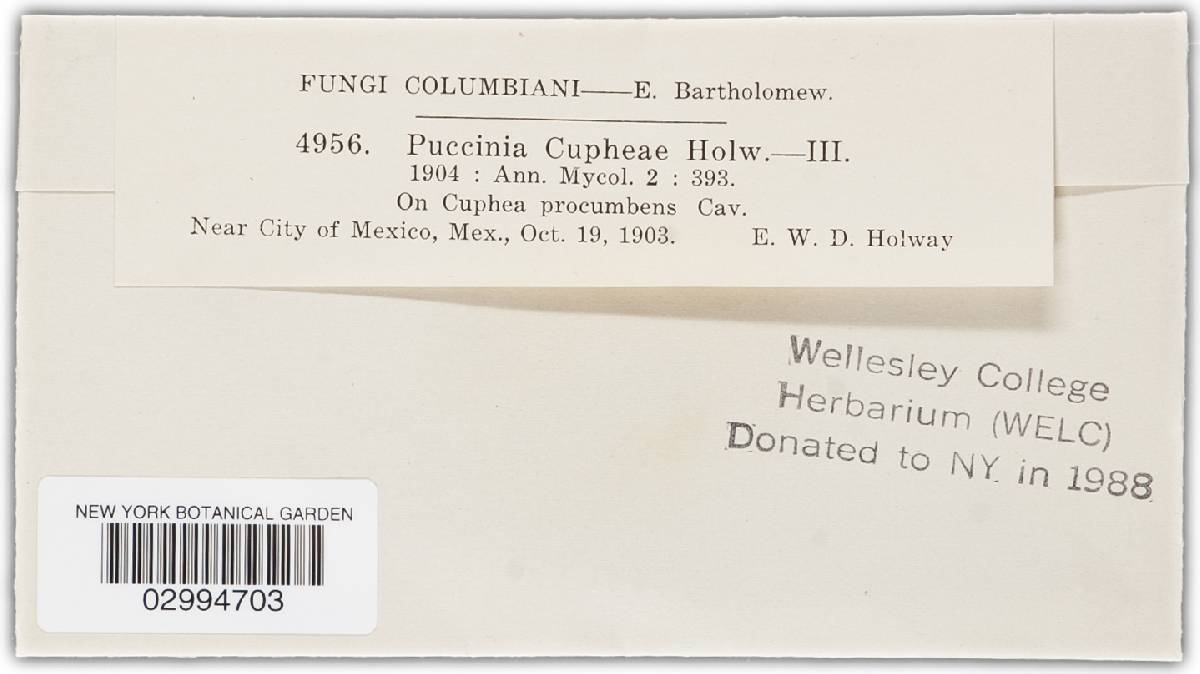 FUNGI COLUMBIANI——E. Bartholomew.
4956. Puccinia Cupheae Holw.—III.
1904 : Ann. Mycol. 2 : 393.
On Cuphea procumbens Cav.
Near City of Mexico, Mex., Oct. 19, 1903. E. W. D. Holway
Wellesley College
Herbarium (WELC)
Donated to NY in 1988
NEW YORK BOTANICAL GARDEN
02994703